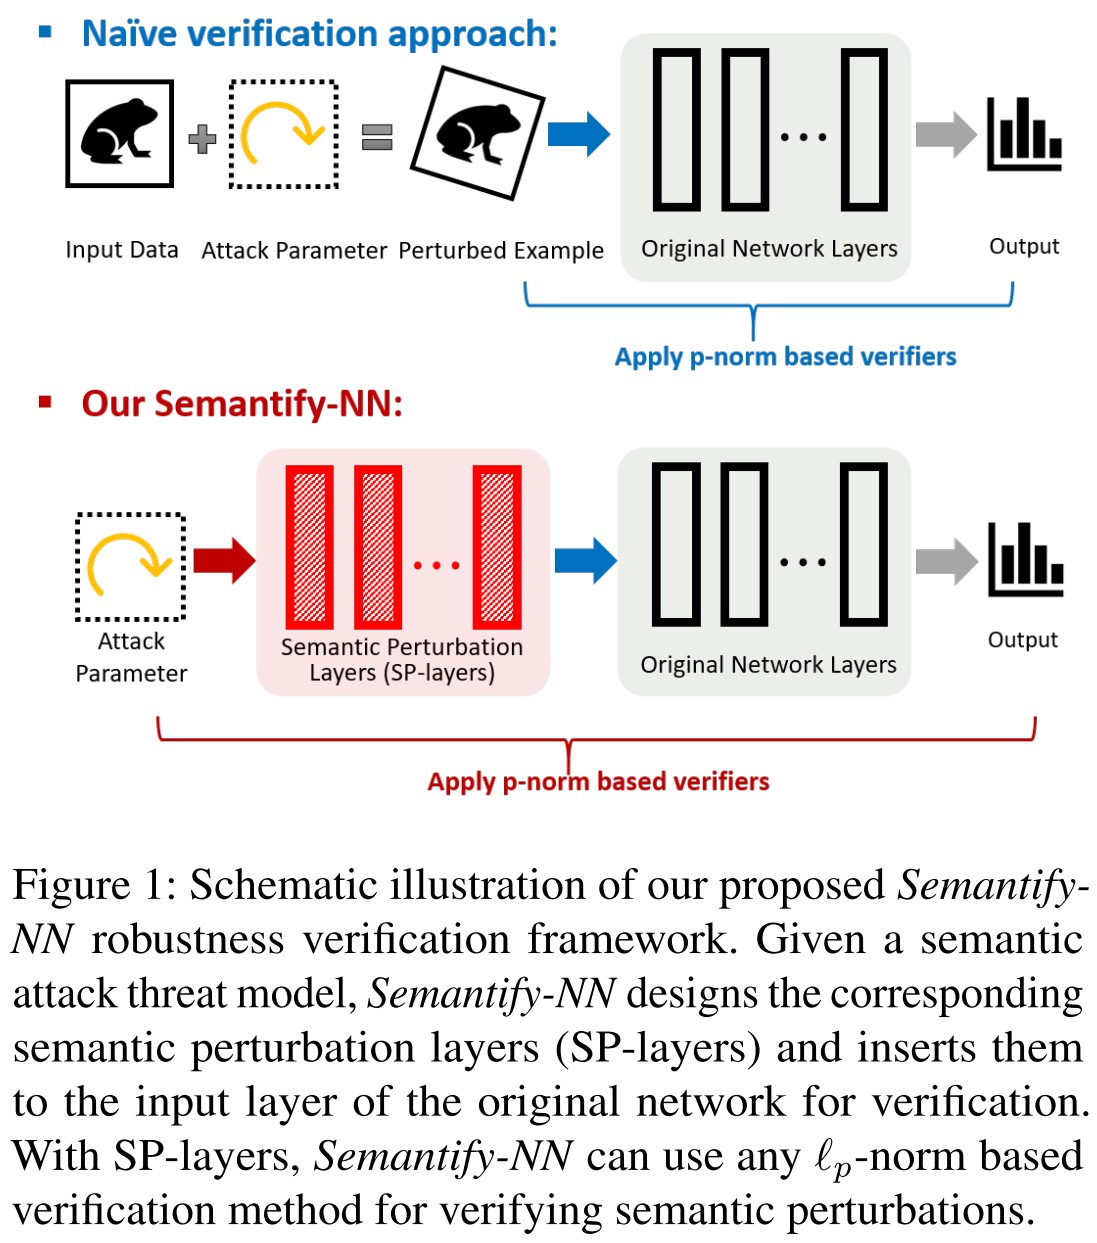 ▪ Naïve verification approach:
Input Data
Attack Parameter
Perturbed Example
Original Network Layers
Output
Apply p-norm based verifiers
▪ Our Semantify-NN:
Attack
Parameter
Semantic Perturbation
Layers (SP-layers)
Original Network Layers
Output
Apply p-norm based verifiers
Figure 1: Schematic illustration of our proposed Semantify-
NN robustness verification framework. Given a semantic
attack threat model, Semantify-NN designs the corresponding
semantic perturbation layers (SP-layers) and inserts them
to the input layer of the original network for verification.
With SP-layers, Semantify-NN can use any ℓp-norm based
verification method for verifying semantic perturbations.